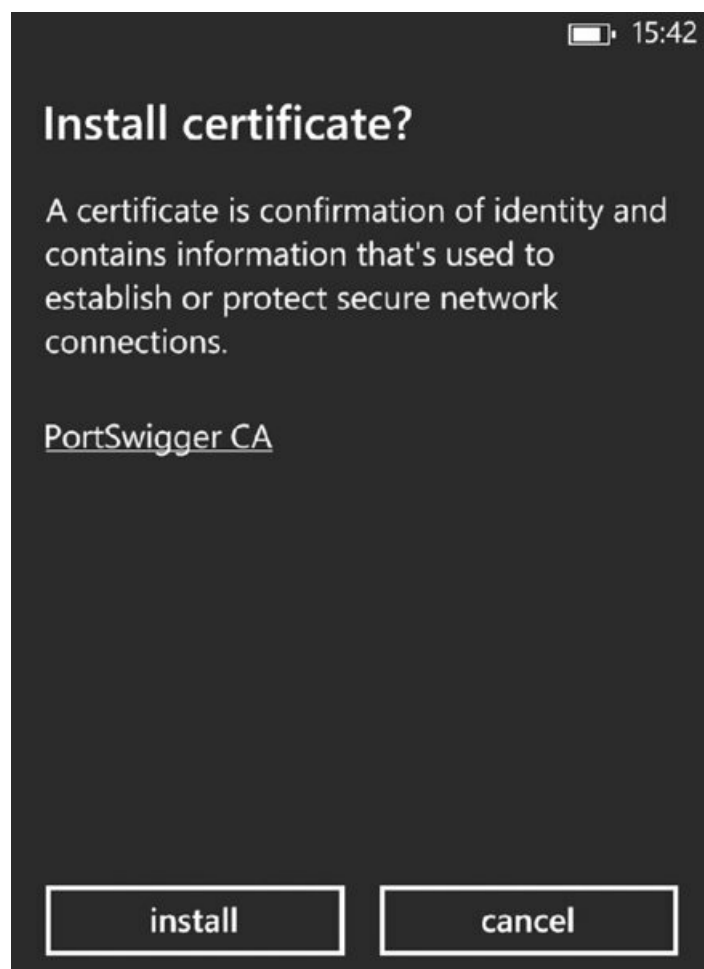 15:42
Install certificate?
A certificate is confirmation of identity and
contains information that's used to
establish or protect secure network
connections.
PortSwigger CA
install
cancel